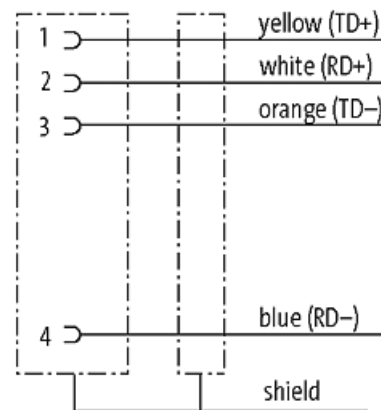 1 yellow (TD+)
2 white (RD+)
3 orange (TD–)
4 blue (RD–)
shield